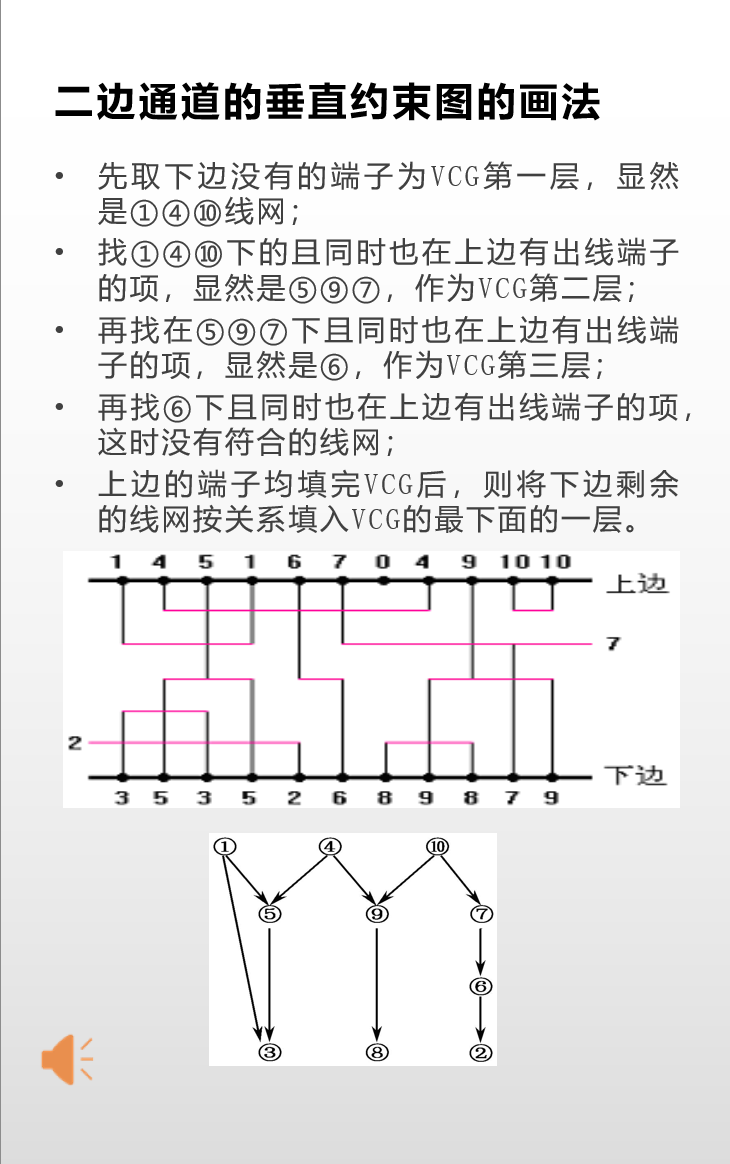 二边通道的垂直约束图的画法
• 先取下边没有的端子为VCG第一层，显然
是①④⑩线网；
• 找①④⑩下的且同时也在上边有出线端子
的项，显然是⑤⑨⑦，作为VCG第二层；
• 再找在⑤⑨⑦下且同时也在上边有出线端
子的项，显然是⑥，作为VCG第三层；
• 再找⑥下且同时也在上边有出线端子的项，
这时没有符合的线网；
• 上边的端子均填完VCG后，则将下边剩余
的线网按关系填入VCG的最下面的一层。
1 4 5 1 6 7 0 4 9 10 10
上边
7
2
下边
3 5 3 5 2 6 8 9 8 7 9
① ④ ⑩
⑤ ⑨ ⑦
⑥
③ ⑧ ②